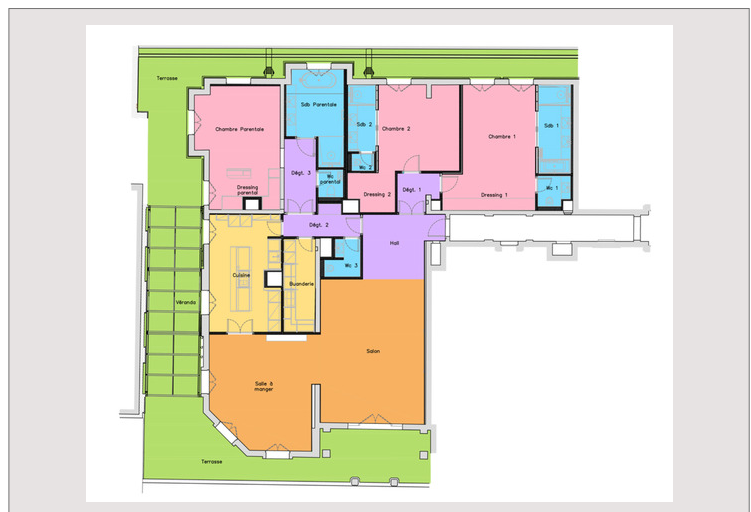 Terrasse
Sdb Parentale
Chambre Parentale
Sdb 2
Chambre 2
Chambre 1
Sdb 1
Wc 2
Dégt. 3
Wc
parental
Dressing
parental
Dressing 2
Dégt. 1
Dressing 1
Wc 1
Dégt. 2
Hall
Wc 3
Cuisine
Buanderie
Véranda
Salon
Salle à
manger
Terrasse